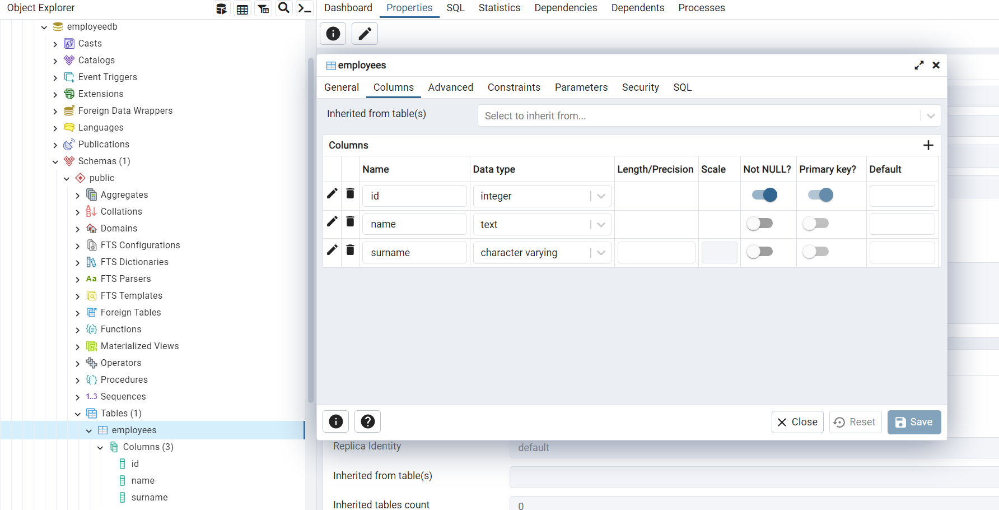 Object Explorer
Dashboard Properties SQL Statistics Dependencies Dependents Processes
employeedb
Casts
Catalogs
Event Triggers
Extensions
Foreign Data Wrappers
Languages
Publications
Schemas (1)
public
Aggregates
Collations
Domains
FTS Configurations
FTS Dictionaries
Aa FTS Parsers
FTS Templates
Foreign Tables
Functions
Materialized Views
Operators
Procedures
1..3 Sequences
Tables (1)
employees
Columns (3)
id
name
surname
employees
General Columns Advanced Constraints Parameters Security SQL
Inherited from table(s) Select to inherit from...
Columns
Name Data type Length/Precision Scale Not NULL? Primary key? Default
id integer
name text
surname character varying
Close Reset Save
Replica Identity default
Inherited from table(s)
Inherited tables count 0